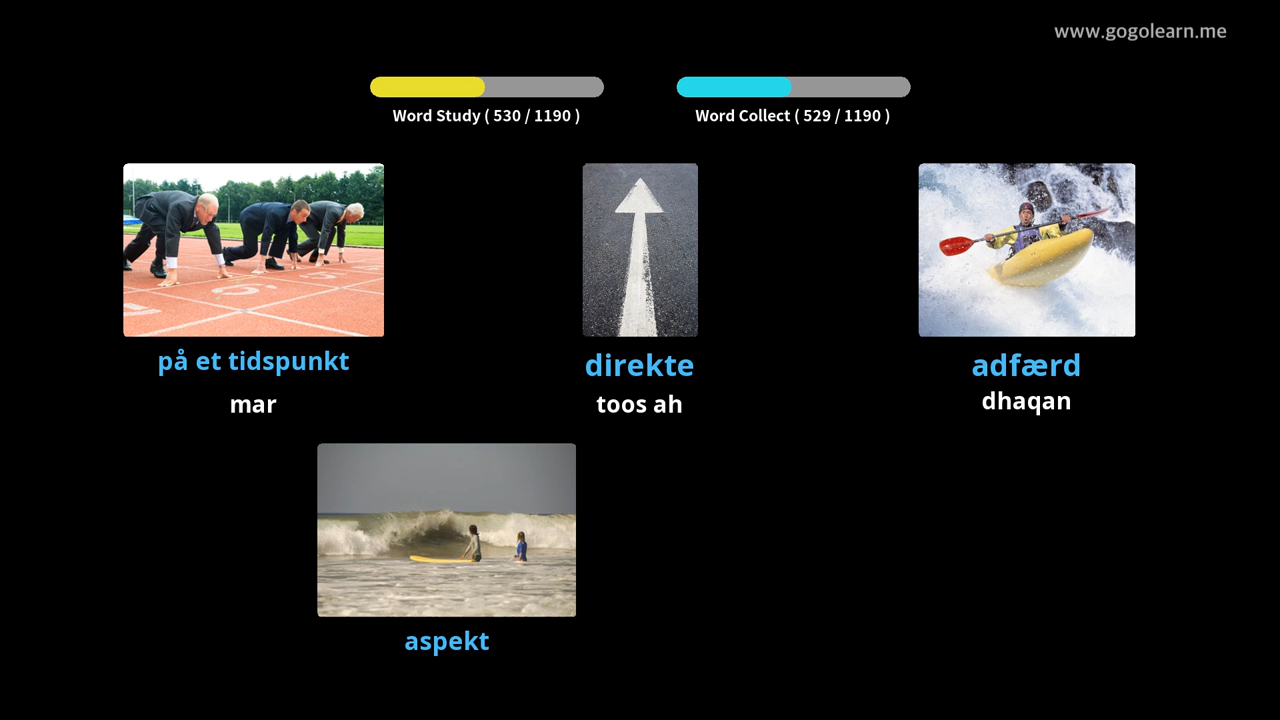 www.gogolearn.me
Word Study ( 530 / 1190 )
Word Collect ( 529 / 1190 )
på et tidspunkt
direkte
adfærd
mar
toos ah
dhaqan
aspekt